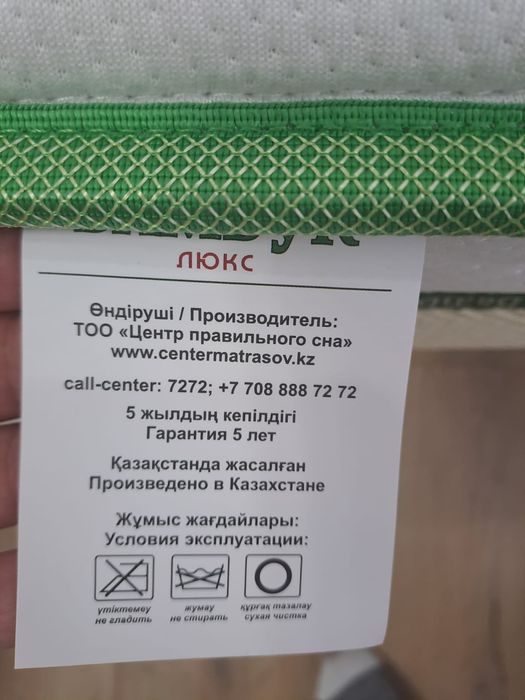 БАМБУК
ЛЮКС
Өндіруші / Производитель:
ТОО «Центр правильного сна»
www.centermatrasov.kz
call-center: 7272; +7 708 888 72 72
5 жылдың кепілдігі
Гарантия 5 лет
Қазақстанда жасалған
Произведено в Казахстане
Жұмыс жағдайлары:
Условия эксплуатации:
үтіктемеу жумау құрғақ тазалау
не гладить не стирать сухая чистка